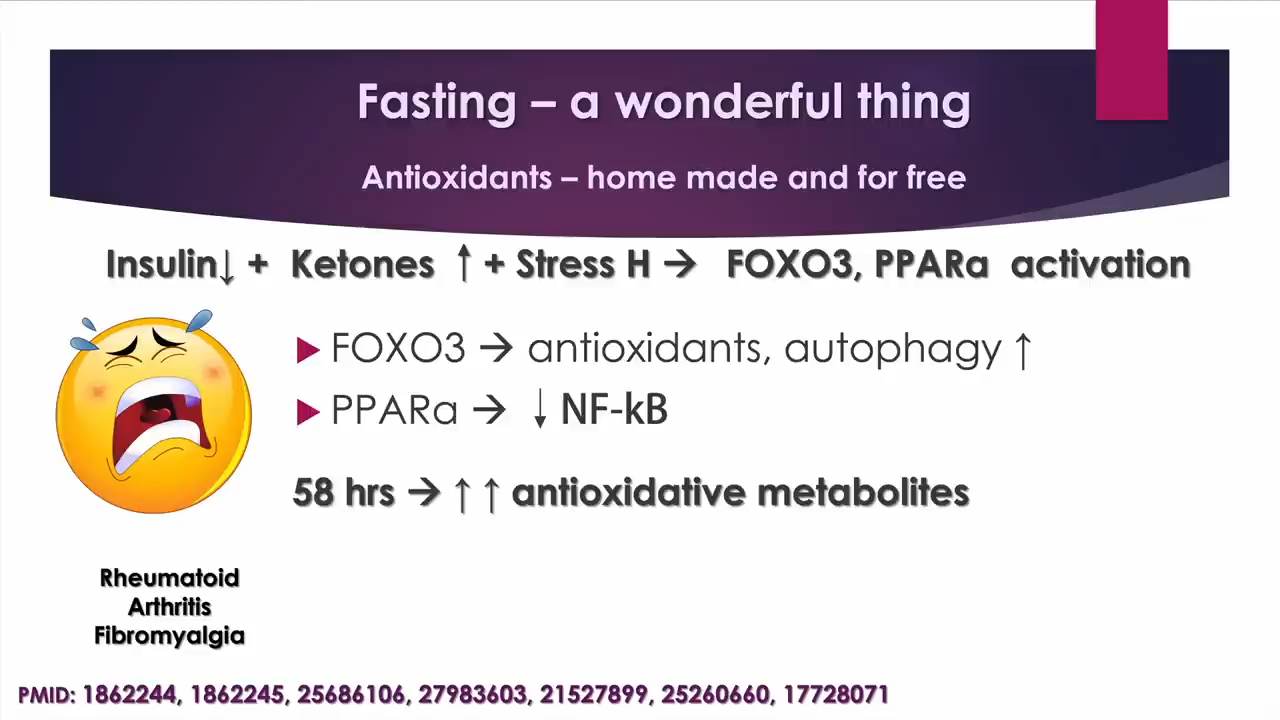 Fasting – a wonderful thing
Antioxidants – home made and for free
Insulin↓ + Ketones ↑ + Stress H → FOXO3, PPARa activation
FOXO3 → antioxidants, autophagy ↑
PPARa → ↓ NF-kB
58 hrs → ↑ ↑ antioxidative metabolites
Rheumatoid
Arthritis
Fibromyalgia
PMID: 1862244, 1862245, 25686106, 27983603, 21527899, 25260660, 17728071